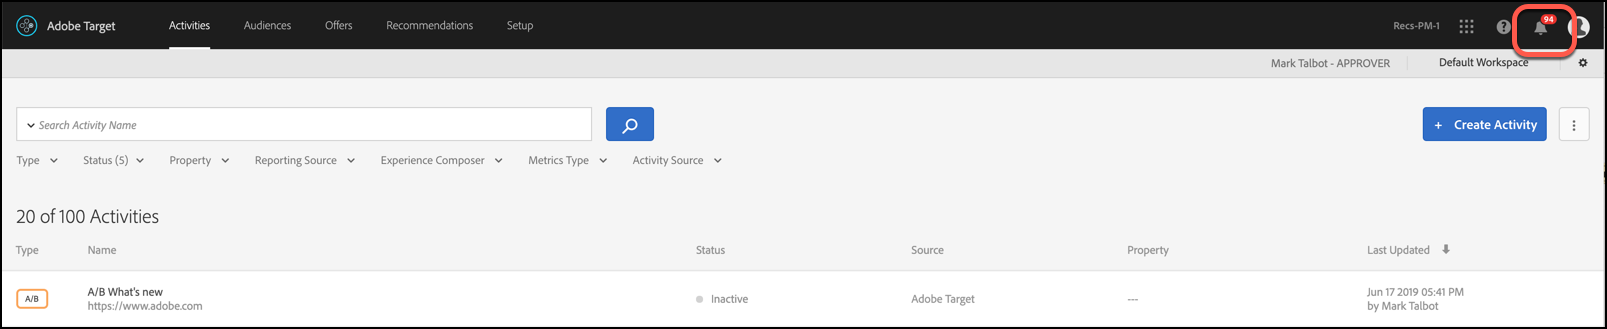 Adobe Target Activities Audiences Offers Recommendations Setup Recs-PM-1 ? 94
Mark Talbot - APPROVER Default Workspace
Search Activity Name + Create Activity
Type Status (5) Property Reporting Source Experience Composer Metrics Type Activity Source
20 of 100 Activities
Type Name Status Source Property Last Updated
A/B What's new Jun 17 2019 05:41 PM
A/B Inactive Adobe Target ---
https://www.adobe.com by Mark Talbot